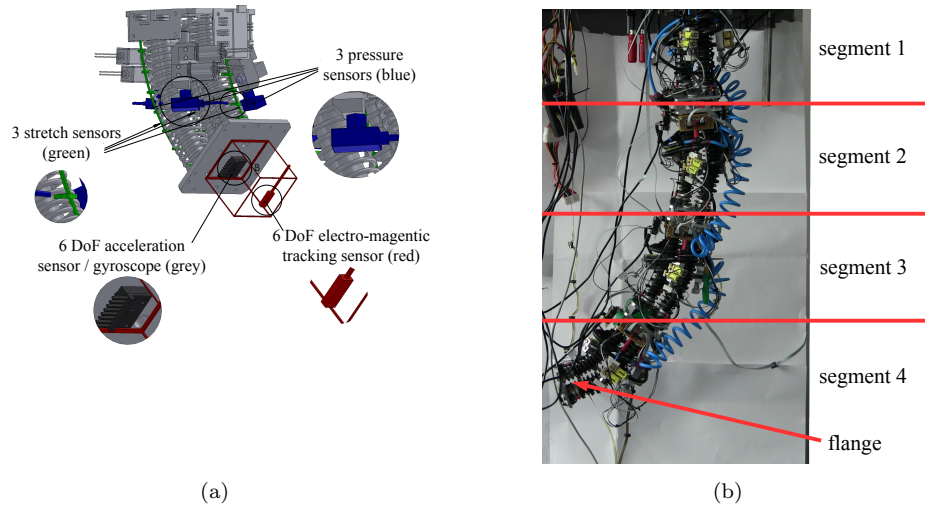 3 pressure
sensors (blue)
3 stretch sensors
(green)
6 DoF acceleration
sensor / gyroscope (grey)
6 DoF electro-magentic
tracking sensor (red)
(a)
segment 1
segment 2
segment 3
segment 4
flange
(b)